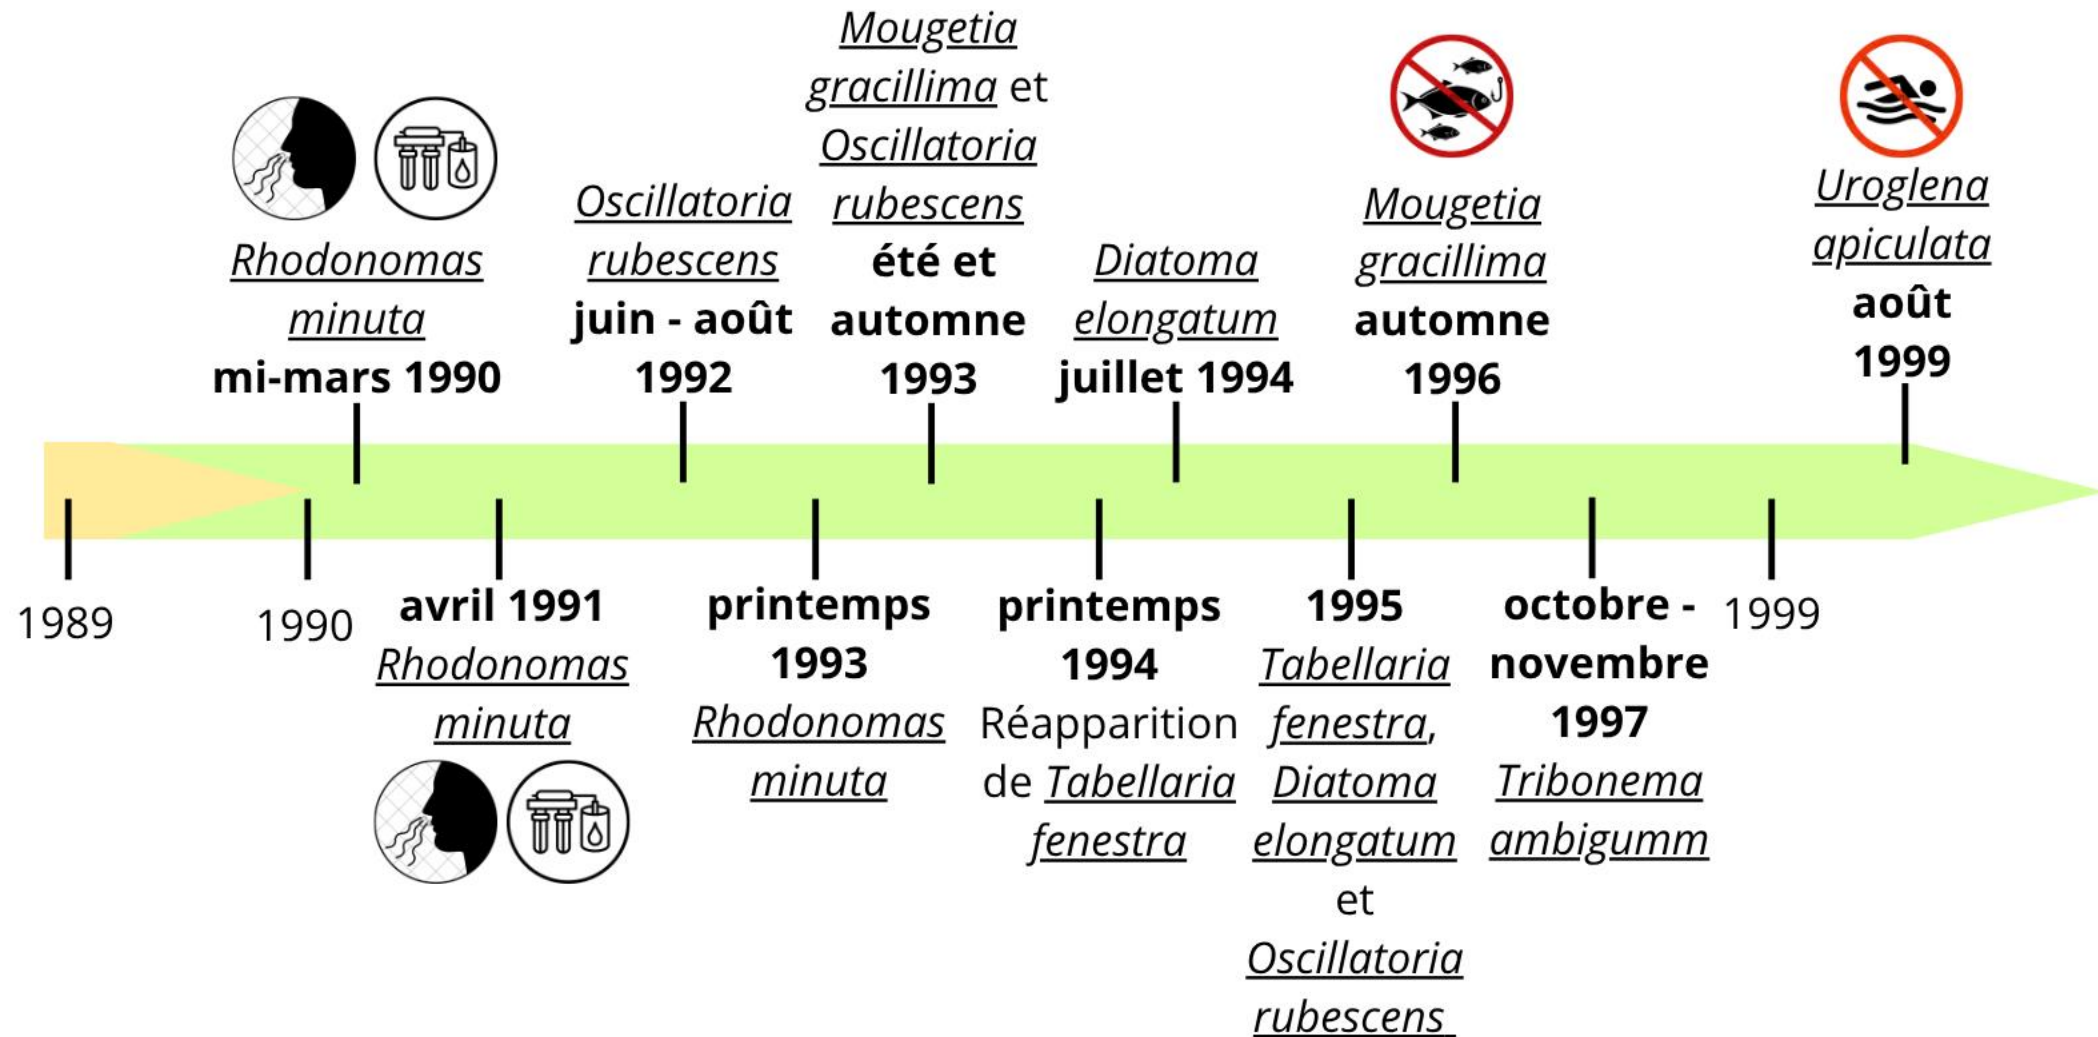 Rhodonomas
minuta
mi-mars 1990
Oscillatoria
rubescens
juin - août
1992
Mougetia
gracillima et
Oscillatoria
rubescens
été et
automne
1993
Diatoma
elongatum
juillet 1994
Mougetia
gracillima
automne
1996
Uroglena
apiculata
août
1999
1989
1990
avril 1991
Rhodonomas
minuta
printemps
1993
Rhodonomas
minuta
printemps
1994
Réapparition
de Tabellaria
fenestra
1995
Tabellaria
fenestra,
Diatoma
elongatum
et
Oscillatoria
rubescens
octobre -
novembre
1997
Tribonema
ambigumm
1999